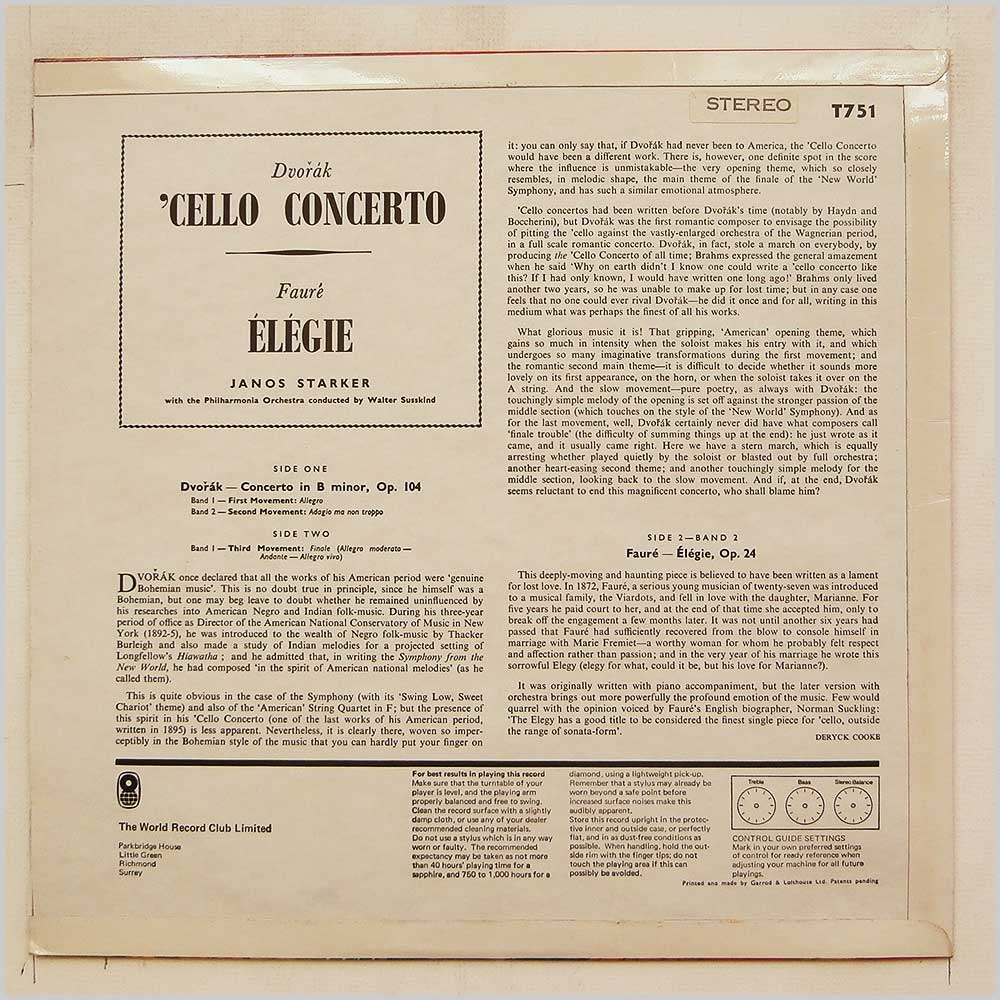 STEREO
T751
Dvořák
'CELLO CONCERTO
Fauré
ÉLÉGIE
JANOS STARKER
with the Philharmonia Orchestra conducted by Walter Susskind
SIDE ONE
Dvořák — Concerto in B minor, Op. 104
Band 1 — First Movement: Allegro
Band 2 — Second Movement: Adagio ma non troppo
SIDE TWO
Band 1 — Third Movement: Finale (Allegro moderato —
Andante — Allegro vivo)
DVOŘÁK once declared that all the works of his American period were 'genuine
Bohemian music'. This is no doubt true in principle, since he himself was a
Bohemian, but one may beg leave to doubt whether he remained uninfluenced by
his researches into American Negro and Indian folk-music. During his three-year
period of office as Director of the American National Conservatory of Music in New
York (1892-5), he was introduced to the wealth of Negro folk-music by Thacker
Burleigh and also made a study of Indian melodies for a projected setting of
Longfellow's Hiawatha ; and he admitted that, in writing the Symphony from the
New World, he had composed 'in the spirit of American national melodies' (as he
called them).
This is quite obvious in the case of the Symphony (with its 'Swing Low, Sweet
Chariot' theme) and also of the 'American' String Quartet in F; but the presence of
this spirit in his 'Cello Concerto (one of the last works of his American period,
written in 1895) is less apparent. Nevertheless, it is clearly there, woven so imper-
ceptibly in the Bohemian style of the music that you can hardly put your finger on
it: you can only say that, if Dvořák had never been to America, the 'Cello Concerto
would have been a different work. There is, however, one definite spot in the score
where the influence is unmistakable—the very opening theme, which so closely
resembles, in melodic shape, the main theme of the finale of the 'New World'
Symphony, and has such a similar emotional atmosphere.
'Cello concertos had been written before Dvořák's time (notably by Haydn and
Boccherini), but Dvořák was the first romantic composer to envisage the possibility
of pitting the 'cello against the vastly-enlarged orchestra of the Wagnerian period,
in a full scale romantic concerto. Dvořák, in fact, stole a march on everybody, by
producing the 'Cello Concerto of all time; Brahms expressed the general amazement
when he said 'Why on earth didn't I know one could write a 'cello concerto like
this? If I had only known, I would have written one long ago!' Brahms only lived
another two years, so he was unable to make up for lost time; but in any case one
feels that no one could ever rival Dvořák—he did it once and for all, writing in this
medium what was perhaps the finest of all his works.
What glorious music it is! That gripping, 'American' opening theme, which
gains so much in intensity when the soloist makes his entry with it, and which
undergoes so many imaginative transformations during the first movement; and
the romantic second main theme—it is difficult to decide whether it sounds more
lovely on its first appearance, on the horn, or when the soloist takes it over on the
A string. And the slow movement—pure poetry, as always with Dvořák: the
touchingly simple melody of the opening is set off against the stronger passion of the
middle section (which touches on the style of the 'New World' Symphony). And as
for the last movement, well, Dvořák certainly never did have what composers call
'finale trouble' (the difficulty of summing things up at the end): he just wrote as it
came, and it usually came right. Here we have a stern march, which is equally
arresting whether played quietly by the soloist or blasted out by full orchestra;
another heart-easing second theme; and another touchingly simple melody for the
middle section, looking back to the slow movement. And if, at the end, Dvořák
seems reluctant to end this magnificent concerto, who shall blame him?
SIDE 2—BAND 2
Fauré — Élégie, Op. 24
This deeply-moving and haunting piece is believed to have been written as a lament
for lost love. In 1872, Fauré, a serious young musician of twenty-seven was introduced
to a musical family, the Viardots, and fell in love with the daughter, Marianne. For
five years he paid court to her, and at the end of that time she accepted him, only to
break off the engagement a few months later. It was not until another six years had
passed that Fauré had sufficiently recovered from the blow to console himself in
marriage with Marie Fremiet—a worthy woman for whom he probably felt respect
and affection rather than passion; and in the very year of his marriage he wrote this
sorrowful Elegy (elegy for what, could it be, but his love for Marianne?).
It was originally written with piano accompaniment, but the later version with
orchestra brings out more powerfully the profound emotion of the music. Few would
quarrel with the opinion voiced by Fauré's English biographer, Norman Suckling:
'The Elegy has a good title to be considered the finest single piece for 'cello, outside
the range of sonata-form'.
DERYCK COOKE
The World Record Club Limited
Parkbridge House
Little Green
Richmond
Surrey
For best results in playing this record
Make sure that the turntable of your
player is level, and the playing arm
properly balanced and free to swing.
Clean the record surface with a slightly
damp cloth, or use any of your dealer
recommended cleaning materials.
Do not use a stylus which is in any way
worn or faulty. The recommended
expectancy may be taken as not more
than 40 hours' playing time for a
sapphire, and 750 to 1,000 hours for a
diamond, using a lightweight pick-up.
Remember that a stylus may already be
worn beyond a safe point before
increased surface noises make this
audibly apparent.
Store this record upright in the protec-
tive inner and outside case, or perfectly
flat, and in as dust-free conditions as
possible. When handling, hold the out-
side rim with the finger tips; do not
touch the playing area if this can
possibly be avoided.
Treble Bass Stereo Balance
CONTROL GUIDE SETTINGS
Mark in your own preferred settings
of control for ready reference when
adjusting your machine for all future
playings.
Printed and made by Garrod & Lofthouse Ltd. Patents pending